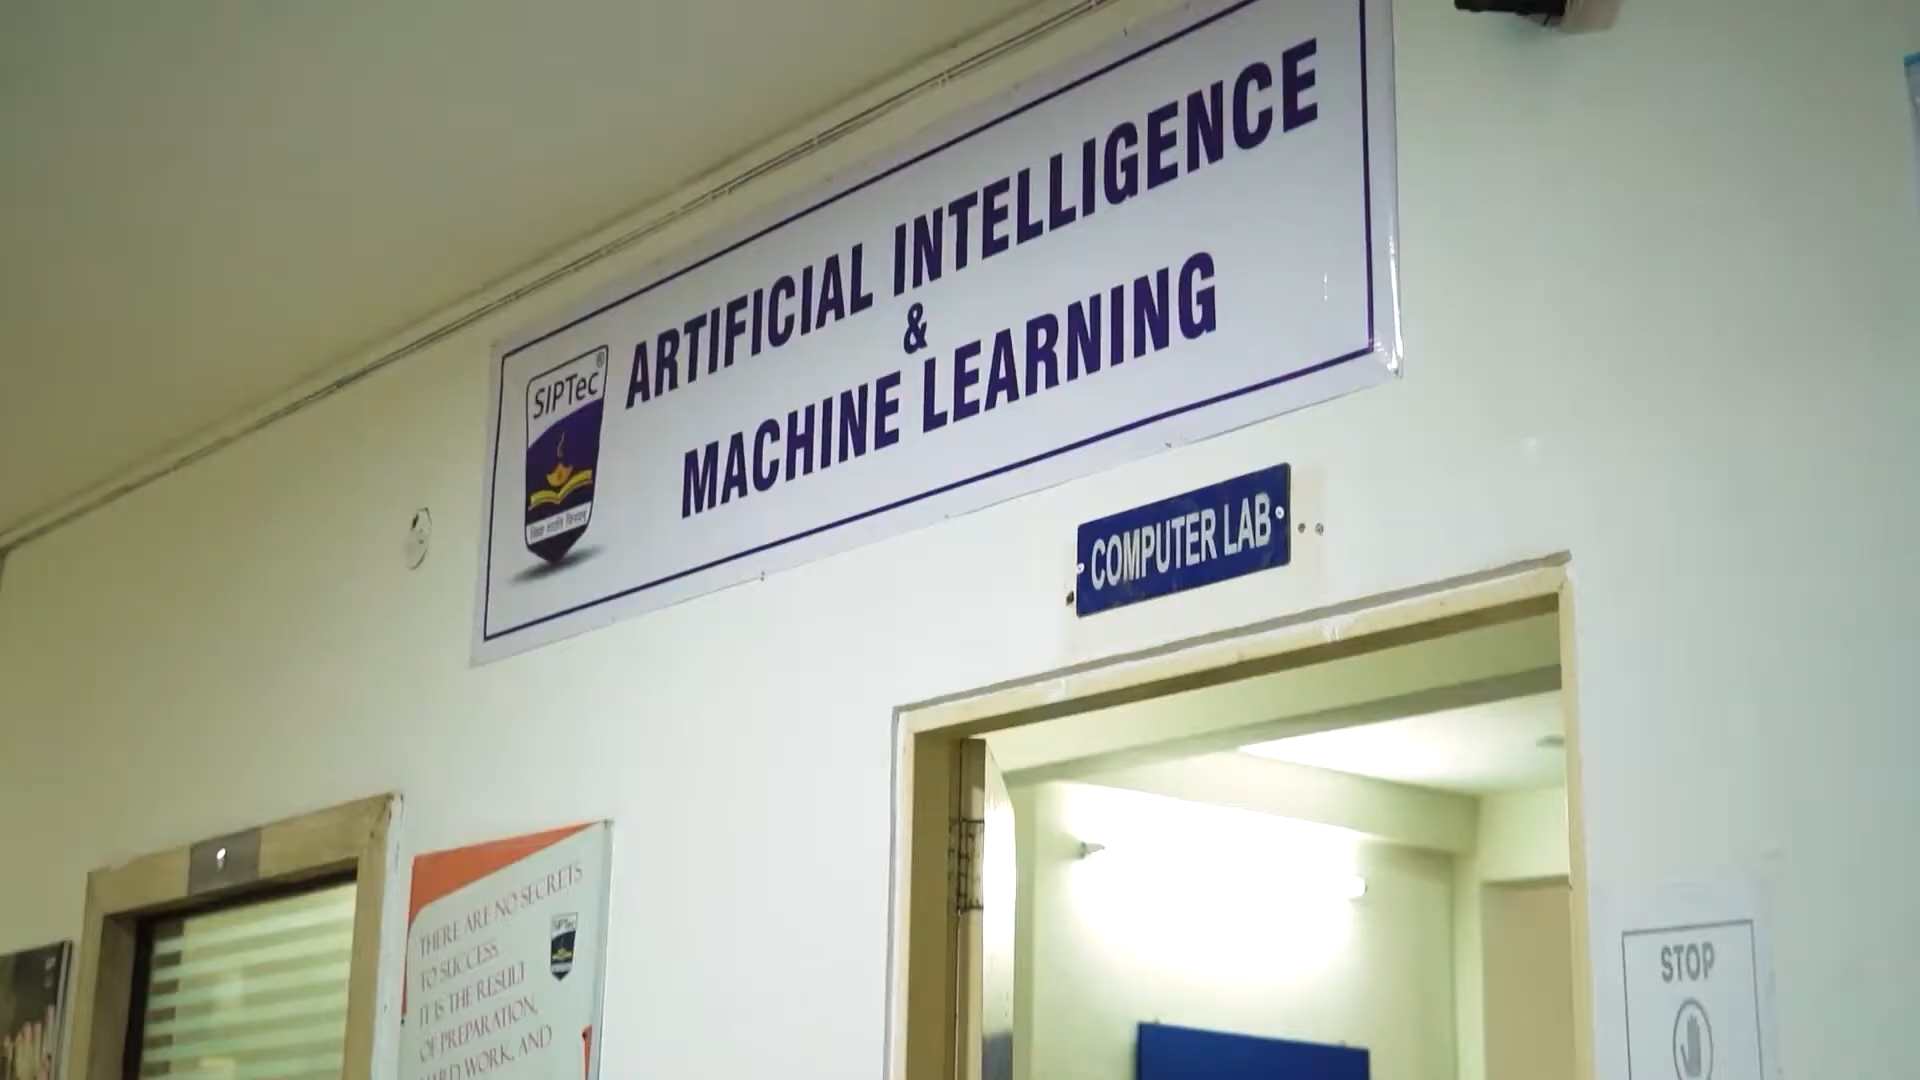 ARTIFICIAL INTELLIGENCE
&
MACHINE LEARNING
SIPTec®
COMPUTER LAB
THERE ARE NO SECRETS
TO SUCCESS.
IT IS THE RESULT
OF PREPARATION,
HARD WORK, AND
SIPTec
STOP